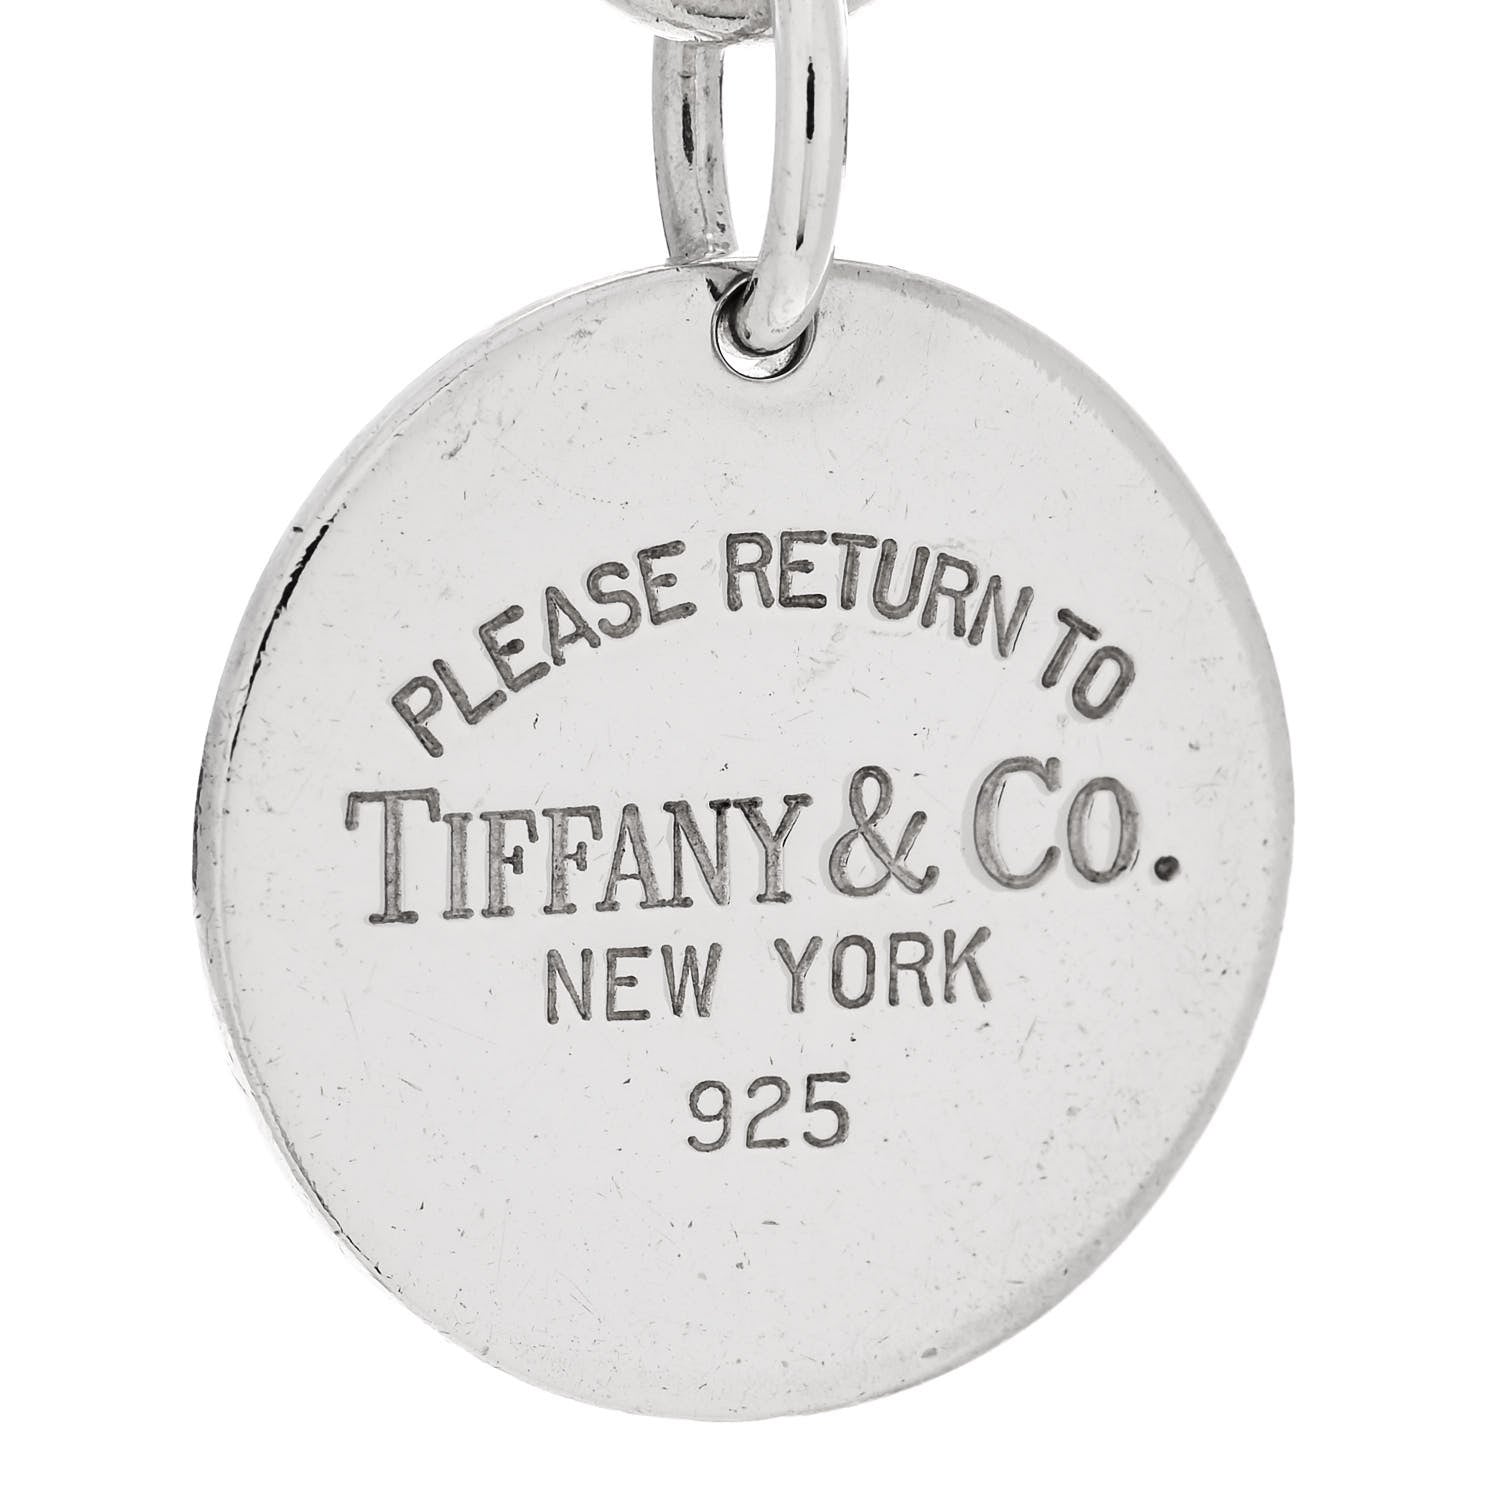 PLEASE RETURN TO
TIFFANY & CO.
NEW YORK
925